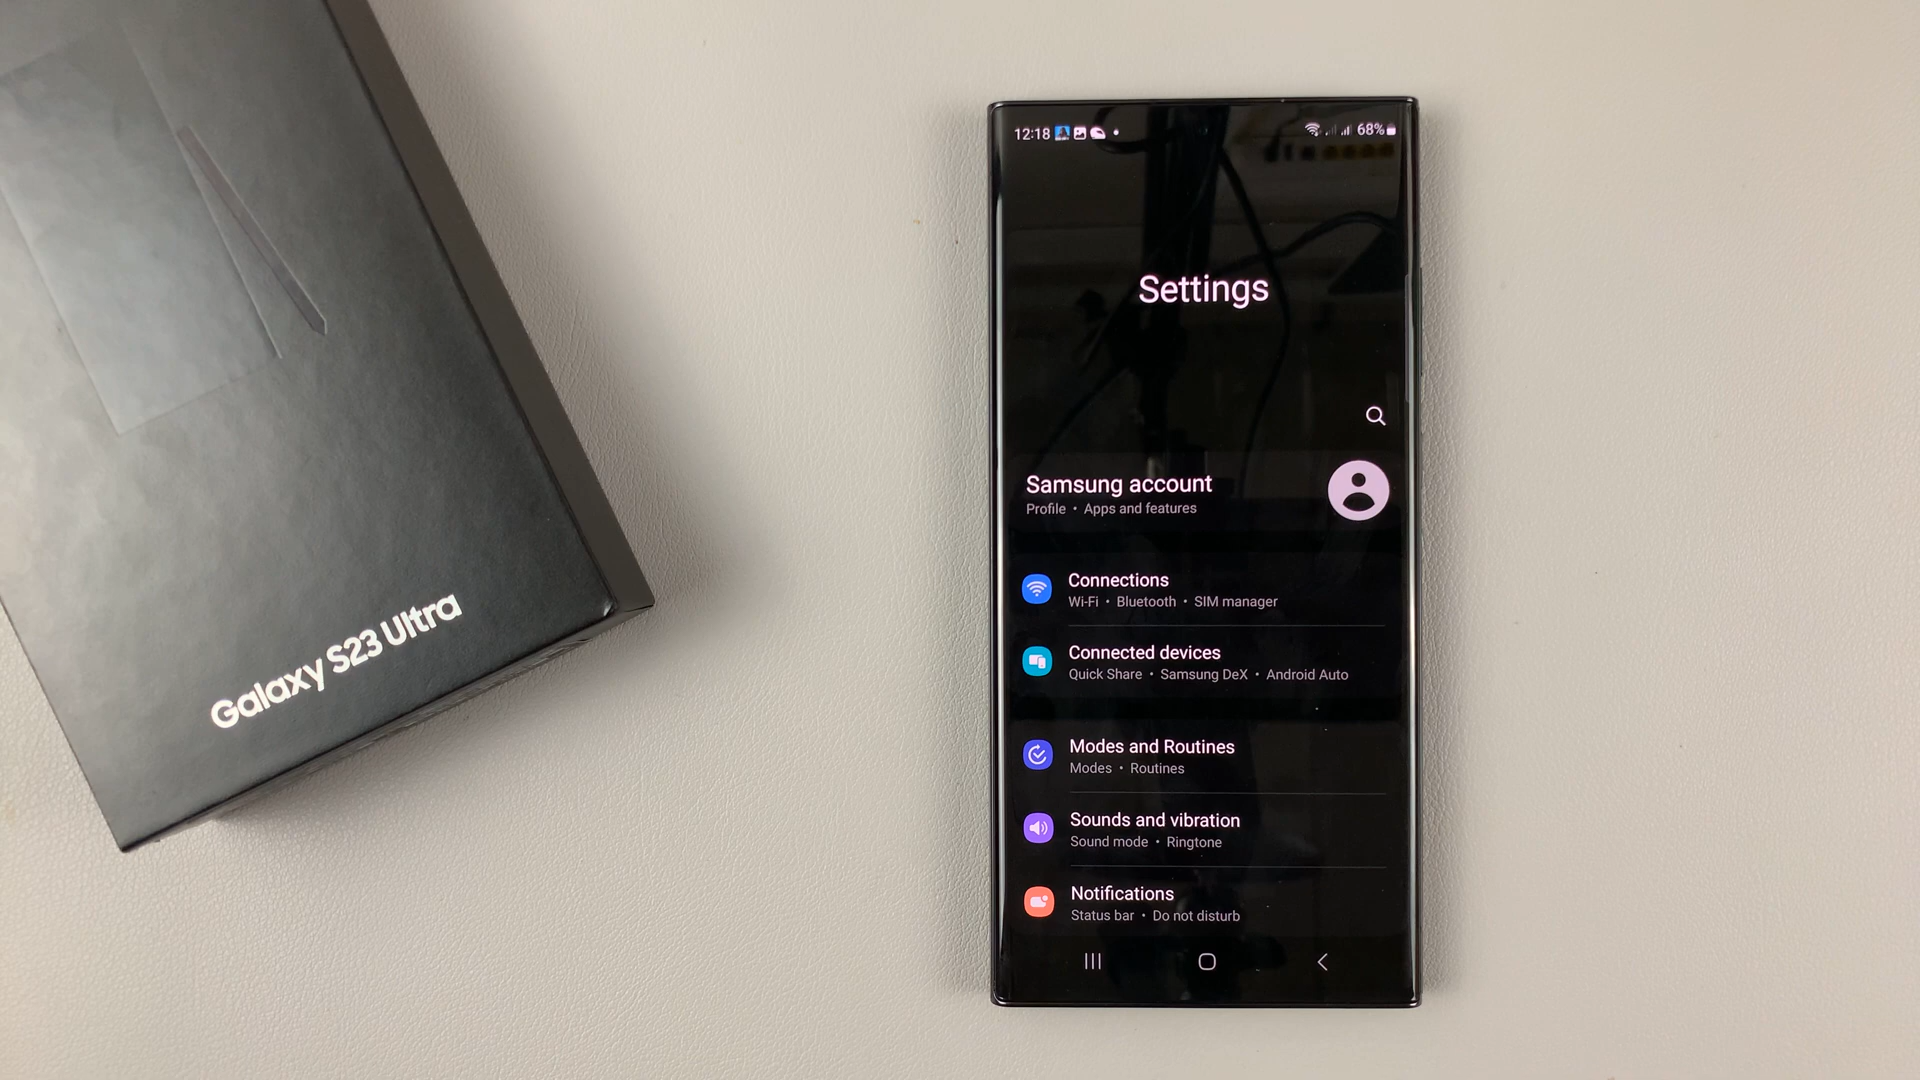 Galaxy S23 Ultra
12:18 68%
Settings
Samsung account
Profile • Apps and features
Connections
Wi-Fi • Bluetooth • SIM manager
Connected devices
Quick Share • Samsung DeX • Android Auto
Modes and Routines
Modes • Routines
Sounds and vibration
Sound mode • Ringtone
Notifications
Status bar • Do not disturb